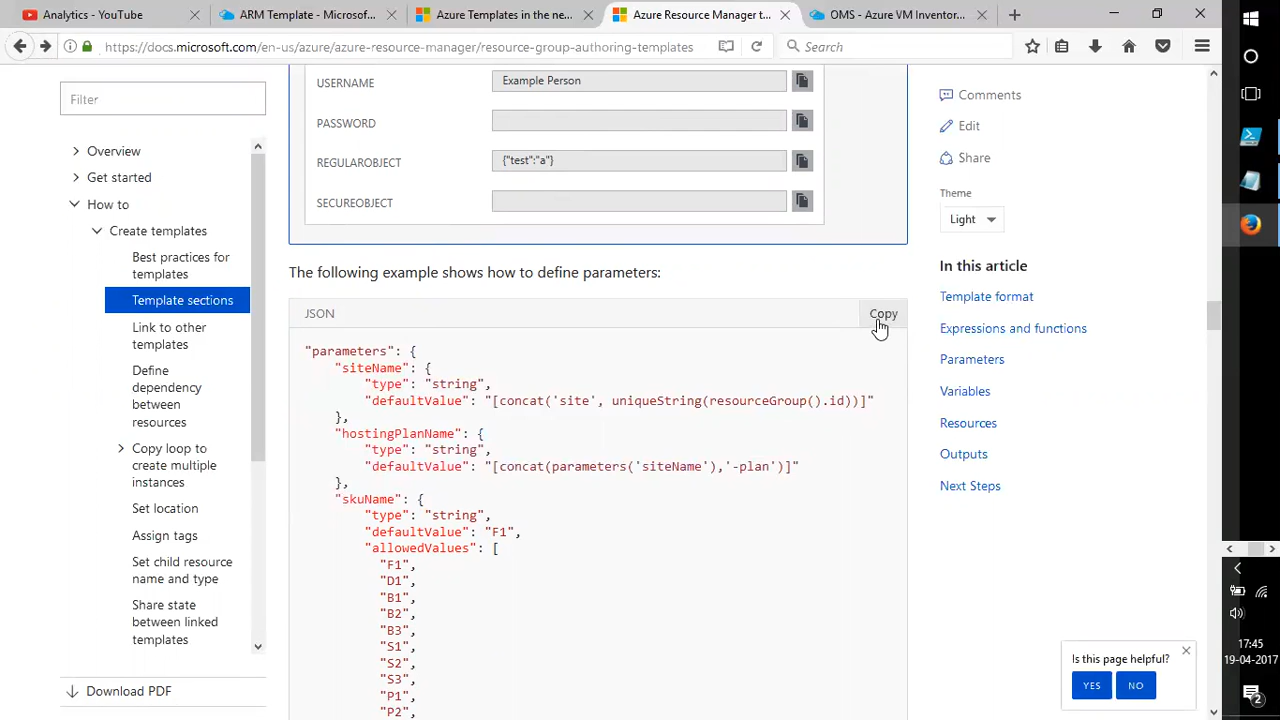 Analytics - YouTube
ARM Template - Microsoft
Azure Templates in the ne
Azure Resource Manager t
OMS - Azure VM Inventor
https://docs.microsoft.com/en-us/azure/azure-resource-manager/resource-group-authoring-templates
Search
Filter
Overview
Get started
How to
Create templates
Best practices for
templates
Template sections
Link to other
templates
Define
dependency
between
resources
Copy loop to
create multiple
instances
Set location
Assign tags
Set child resource
name and type
Share state
between linked
templates
Download PDF
USERNAME
Example Person
PASSWORD
REGULAROBJECT
{"test":"a"}
SECUREOBJECT
The following example shows how to define parameters:
JSON
Copy
"parameters": {
"siteName": {
"type": "string",
"defaultValue": "[concat('site', uniqueString(resourceGroup().id))]"
},
"hostingPlanName": {
"type": "string",
"defaultValue": "[concat(parameters('siteName'),'-plan')]"
},
"skuName": {
"type": "string",
"defaultValue": "F1",
"allowedValues": [
"F1",
"D1",
"B1",
"B2",
"B3",
"S1",
"S2",
"S3",
"P1",
"P2",
Comments
Edit
Share
Theme
Light
In this article
Template format
Expressions and functions
Parameters
Variables
Resources
Outputs
Next Steps
Is this page helpful?
YES
NO
17:45
19-04-2017
2